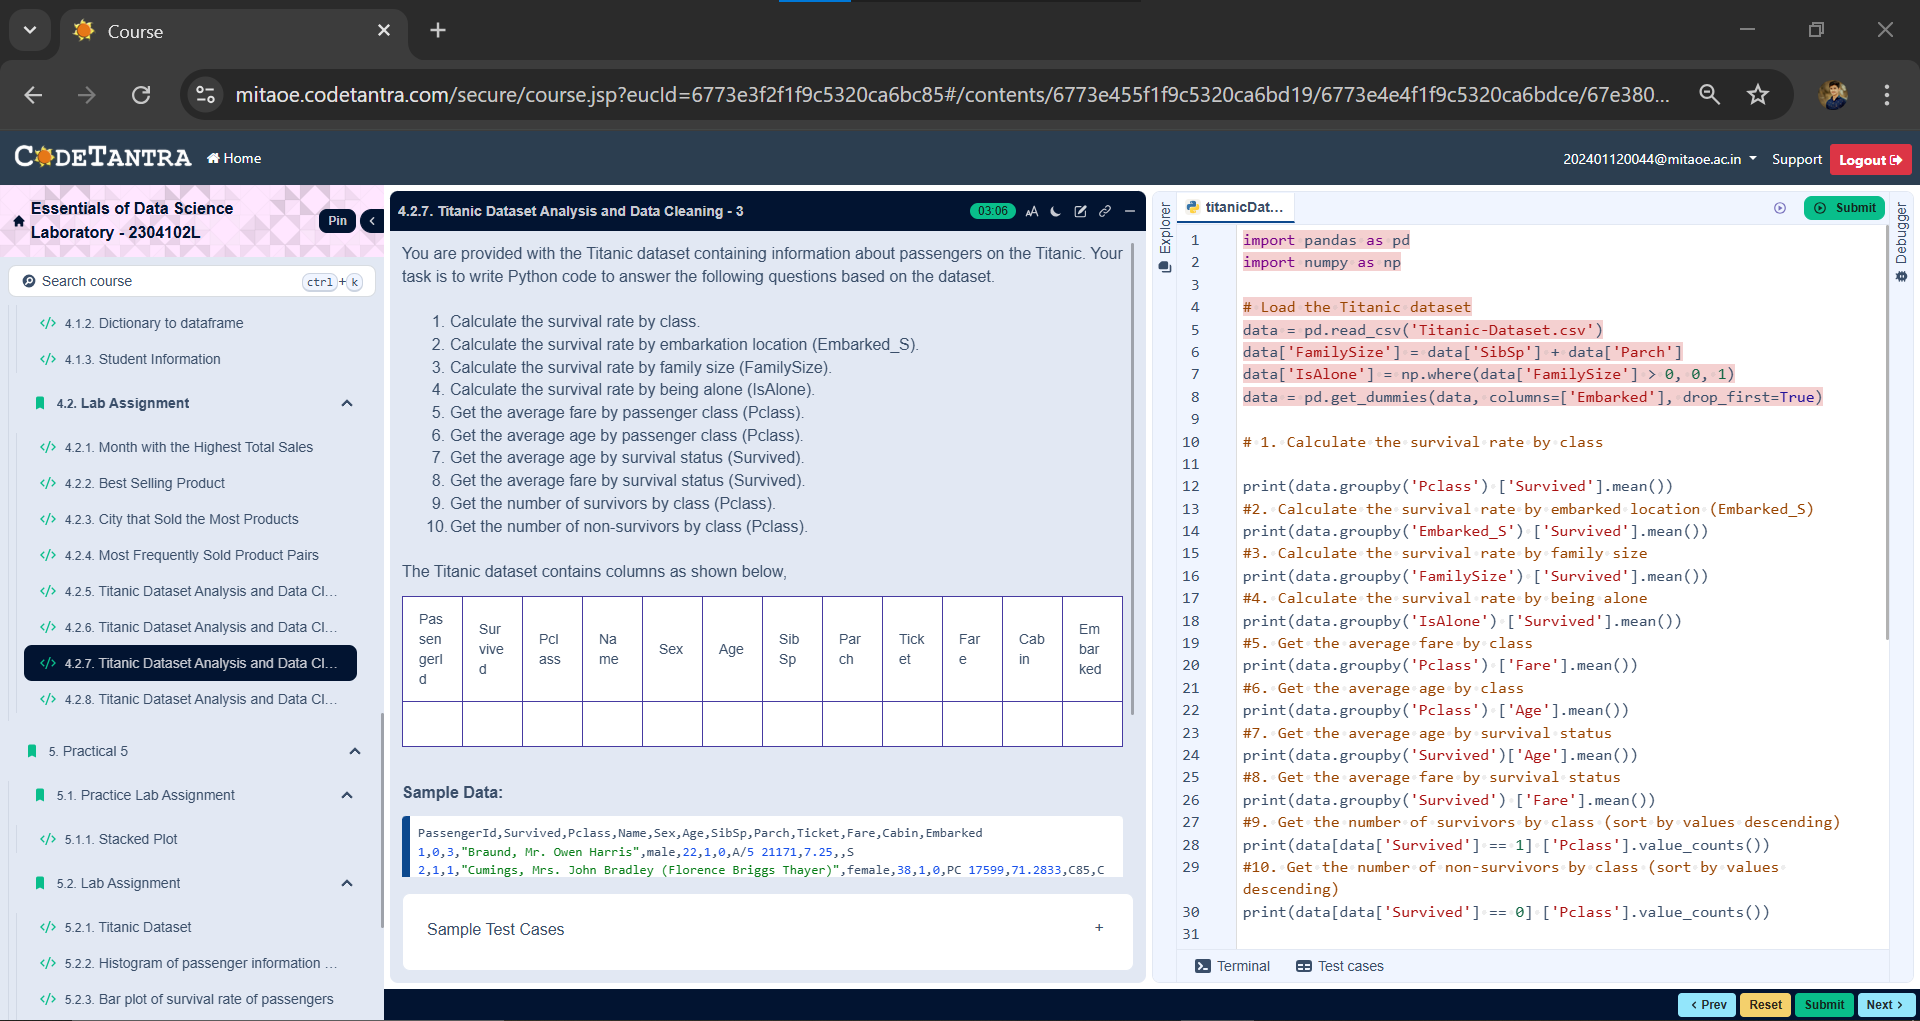 Course
mitaoe.codetantra.com/secure/course.jsp?eucId=6773e3f2f1f9c5320ca6bc85#/contents/6773e455f1f9c5320ca6bd19/6773e4e4f1f9c5320ca6bdce/67e380...
CODETANTRA
Home
202401120044@mitaoe.ac.in
Support
Logout
Essentials of Data Science
Laboratory - 2304102L
Pin
Search course
ctrl + k
4.1.2. Dictionary to dataframe
4.1.3. Student Information
4.2. Lab Assignment
4.2.1. Month with the Highest Total Sales
4.2.2. Best Selling Product
4.2.3. City that Sold the Most Products
4.2.4. Most Frequently Sold Product Pairs
4.2.5. Titanic Dataset Analysis and Data Cl...
4.2.6. Titanic Dataset Analysis and Data Cl...
4.2.7. Titanic Dataset Analysis and Data Cl...
4.2.8. Titanic Dataset Analysis and Data Cl...
5. Practical 5
5.1. Practice Lab Assignment
5.1.1. Stacked Plot
5.2. Lab Assignment
5.2.1. Titanic Dataset
5.2.2. Histogram of passenger information ...
5.2.3. Bar plot of survival rate of passengers
4.2.7. Titanic Dataset Analysis and Data Cleaning - 3
03:06
You are provided with the Titanic dataset containing information about passengers on the Titanic. Your
task is to write Python code to answer the following questions based on the dataset.
1. Calculate the survival rate by class.
2. Calculate the survival rate by embarkation location (Embarked_S).
3. Calculate the survival rate by family size (FamilySize).
4. Calculate the survival rate by being alone (IsAlone).
5. Get the average fare by passenger class (Pclass).
6. Get the average age by passenger class (Pclass).
7. Get the average age by survival status (Survived).
8. Get the average fare by survival status (Survived).
9. Get the number of survivors by class (Pclass).
10. Get the number of non-survivors by class (Pclass).
The Titanic dataset contains columns as shown below,
Pas
sen
gerI
d
Sur
vive
d
Pcl
ass
Na
me
Sex
Age
Sib
Sp
Par
ch
Tick
et
Far
e
Cab
in
Em
bar
ked
Sample Data:
PassengerId,Survived,Pclass,Name,Sex,Age,SibSp,Parch,Ticket,Fare,Cabin,Embarked
1,0,3,"Braund, Mr. Owen Harris",male,22,1,0,A/5 21171,7.25,,S
2,1,1,"Cumings, Mrs. John Bradley (Florence Briggs Thayer)",female,38,1,0,PC 17599,71.2833,C85,C
Sample Test Cases
+
Explorer
titanicDat...
Submit
Debugger
1 import pandas as pd
2 import numpy as np
3
4 # Load the Titanic dataset
5 data = pd.read_csv('Titanic-Dataset.csv')
6 data['FamilySize'] = data['SibSp'] + data['Parch']
7 data['IsAlone'] = np.where(data['FamilySize'] > 0, 0, 1)
8 data = pd.get_dummies(data, columns=['Embarked'], drop_first=True)
9
10 # 1. Calculate the survival rate by class
11
12 print(data.groupby('Pclass') ['Survived'].mean())
13 #2. Calculate the survival rate by embarked location (Embarked_S)
14 print(data.groupby('Embarked_S') ['Survived'].mean())
15 #3. Calculate the survival rate by family size
16 print(data.groupby('FamilySize') ['Survived'].mean())
17 #4. Calculate the survival rate by being alone
18 print(data.groupby('IsAlone') ['Survived'].mean())
19 #5. Get the average fare by class
20 print(data.groupby('Pclass') ['Fare'].mean())
21 #6. Get the average age by class
22 print(data.groupby('Pclass') ['Age'].mean())
23 #7. Get the average age by survival status
24 print(data.groupby('Survived')['Age'].mean())
25 #8. Get the average fare by survival status
26 print(data.groupby('Survived') ['Fare'].mean())
27 #9. Get the number of survivors by class (sort by values descending)
28 print(data[data['Survived'] == 1] ['Pclass'].value_counts())
29 #10. Get the number of non-survivors by class (sort by values
descending)
30 print(data[data['Survived'] == 0] ['Pclass'].value_counts())
31
Terminal
Test cases
Prev
Reset
Submit
Next